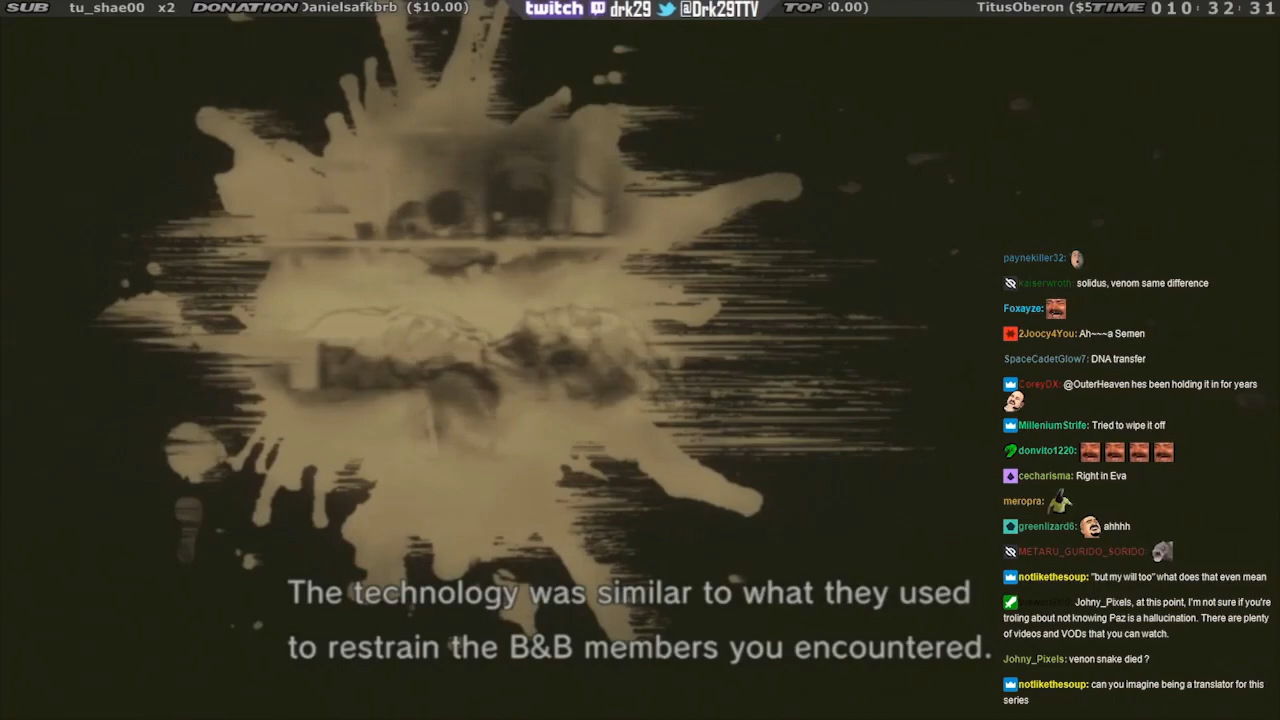 SUB tu_shae00 x2 DONATION Danielsafkbrb ($10.00) twitch drk29 @Drk29TTV TOP 0.00) TitusOberon ($5 TIME 010:32:31
paynekiller32:
kaiserwroth: solidus, venom same difference
Foxayze:
2Joocy4You: Ah~~~a Semen
SpaceCadetGlow7: DNA transfer
CoreyDX: @OuterHeaven hes been holding it in for years
MilleniumStrife: Tried to wipe it off
donvito1220:
cecharisma: Right in Eva
meropra:
greenlizard6: ahhhh
METARU_GURIDO_SORIDO:
notlikethesoup: "but my will too" what does that even mean
Johny_Pixels, at this point, I'm not sure if you're
troling about not knowing Paz is a hallucination. There are plenty
of videos and VODs that you can watch.
Johny_Pixels: venon snake died ?
notlikethesoup: can you imagine being a translator for this
series
The technology was similar to what they used
to restrain the B&B members you encountered.